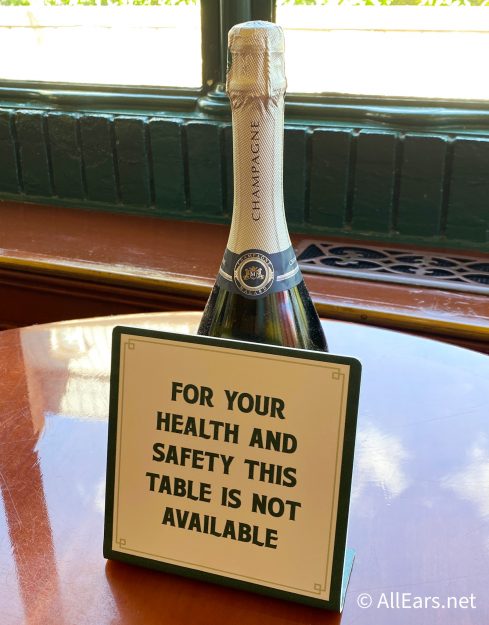 CHAMPAGNE
FOR YOUR
HEALTH AND
SAFETY THIS
TABLE IS NOT
AVAILABLE
© AllEars.net